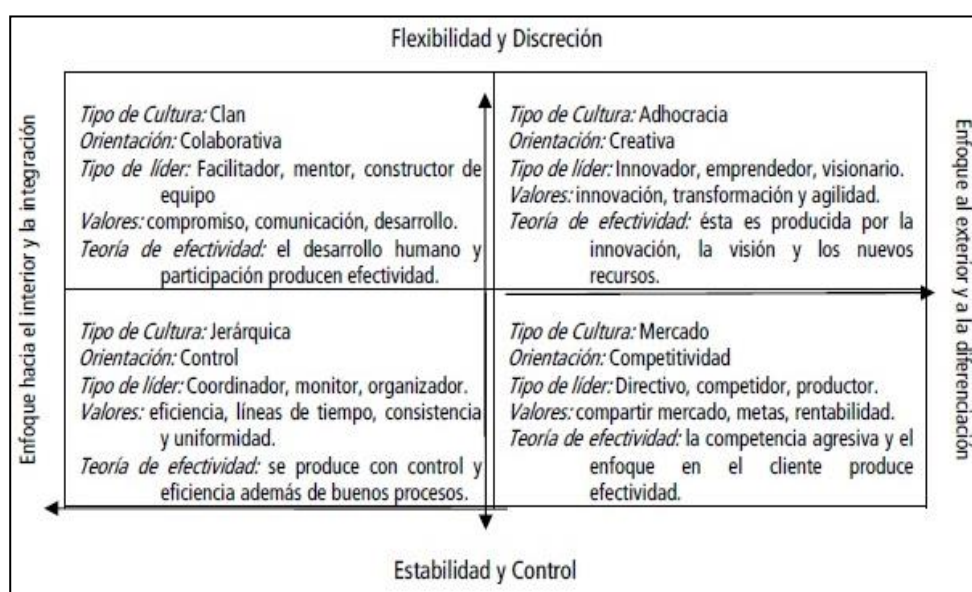 Flexibilidad y Discreción
Enfoque hacia el interior y la integración
Tipo de Cultura: Clan
Orientación: Colaborativa
Tipo de líder: Facilitador, mentor, constructor de
equipo
Valores: compromiso, comunicación, desarrollo.
Teoría de efectividad: el desarrollo humano y
participación producen efectividad.
Tipo de Cultura: Adhocracia
Orientación: Creativa
Tipo de líder: Innovador, emprendedor, visionario.
Valores: innovación, transformación y agilidad.
Teoría de efectividad: ésta es producida por la
innovación, la visión y los nuevos
recursos.
Enfoque al exterior y a la diferenciación
Tipo de Cultura: Jerárquica
Orientación: Control
Tipo de líder: Coordinador, monitor, organizador.
Valores: eficiencia, líneas de tiempo, consistencia
y uniformidad.
Teoría de efectividad: se produce con control y
eficiencia además de buenos procesos.
Tipo de Cultura: Mercado
Orientación: Competitividad
Tipo de líder: Directivo, competidor, productor.
Valores: compartir mercado, metas, rentabilidad.
Teoría de efectividad: la competencia agresiva y el
enfoque en el cliente produce
efectividad.
Estabilidad y Control